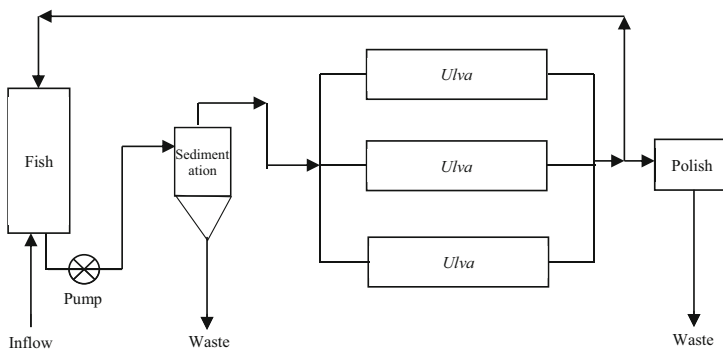 Ulva
Fish
Sediment
ation
Ulva
Polish
Ulva
Pump
Inflow
Waste
Waste